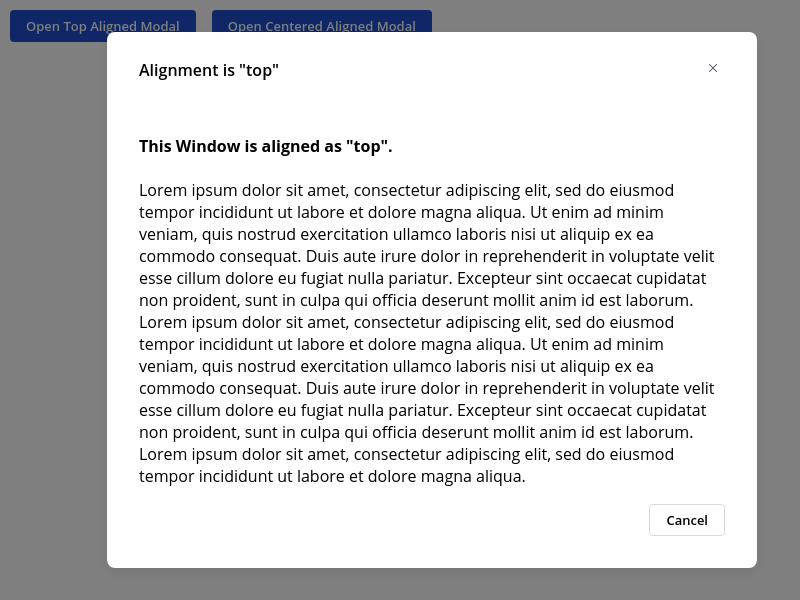 Open Top Aligned Modal Open Centered Aligned Modal
Alignment is "top"
This Window is aligned as "top".
Lorem ipsum dolor sit amet, consectetur adipiscing elit, sed do eiusmod
tempor incididunt ut labore et dolore magna aliqua. Ut enim ad minim
veniam, quis nostrud exercitation ullamco laboris nisi ut aliquip ex ea
commodo consequat. Duis aute irure dolor in reprehenderit in voluptate velit
esse cillum dolore eu fugiat nulla pariatur. Excepteur sint occaecat cupidatat
non proident, sunt in culpa qui officia deserunt mollit anim id est laborum.
Lorem ipsum dolor sit amet, consectetur adipiscing elit, sed do eiusmod
tempor incididunt ut labore et dolore magna aliqua. Ut enim ad minim
veniam, quis nostrud exercitation ullamco laboris nisi ut aliquip ex ea
commodo consequat. Duis aute irure dolor in reprehenderit in voluptate velit
esse cillum dolore eu fugiat nulla pariatur. Excepteur sint occaecat cupidatat
non proident, sunt in culpa qui officia deserunt mollit anim id est laborum.
Lorem ipsum dolor sit amet, consectetur adipiscing elit, sed do eiusmod
tempor incididunt ut labore et dolore magna aliqua.
Cancel